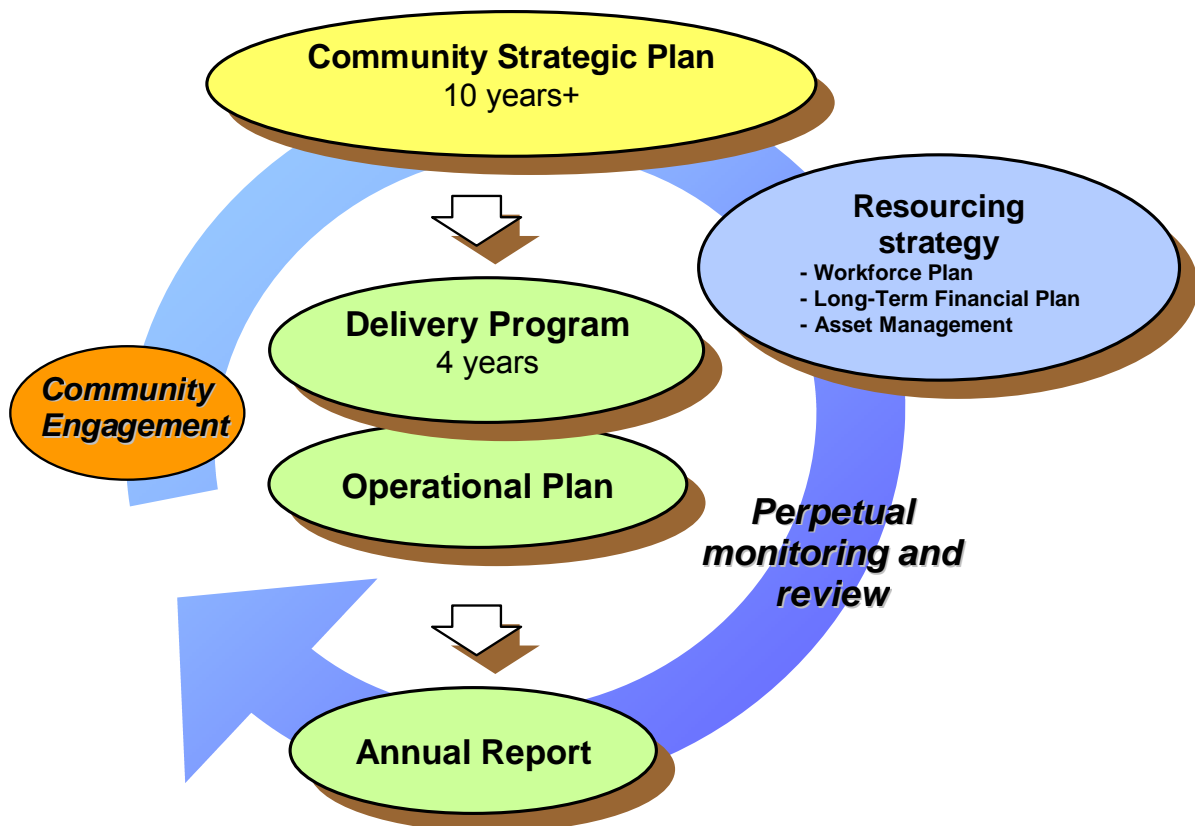 Community Strategic Plan
10 years+
Resourcing
strategy
- Workforce Plan
- Long-Term Financial Plan
- Asset Management
Delivery Program
4 years
Community
Engagement
Operational Plan
Perpetual
monitoring and
review
Annual Report